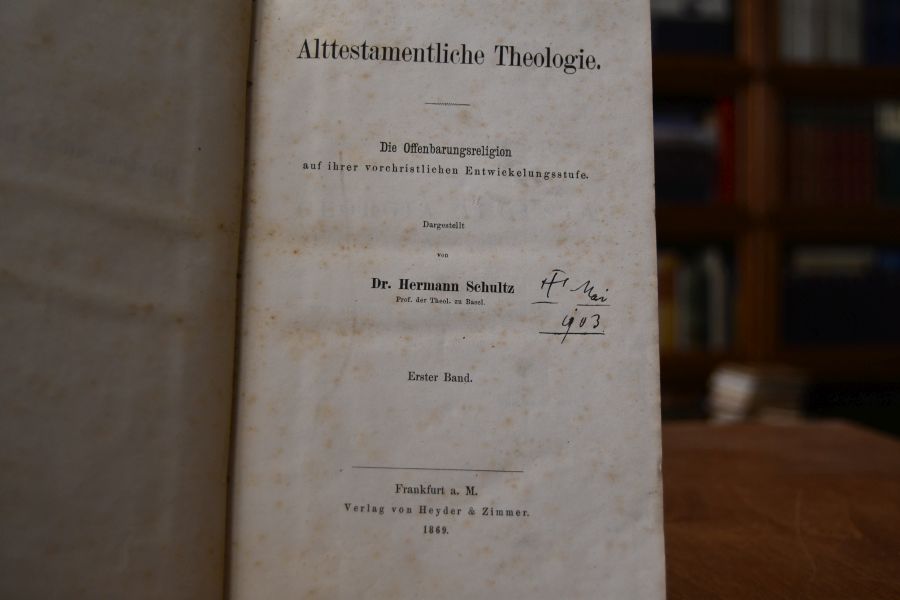 Alttestamentliche Theologie.
Die Offenbarungsreligion
auf ihrer vorchristlichen Entwickelungsstufe.
Dargestellt
von
Dr. Hermann Schultz
Prof. der Theol. zu Basel.
Mai
1903
Erster Band.
Frankfurt a. M.
Verlag von Heyder & Zimmer.
1869.